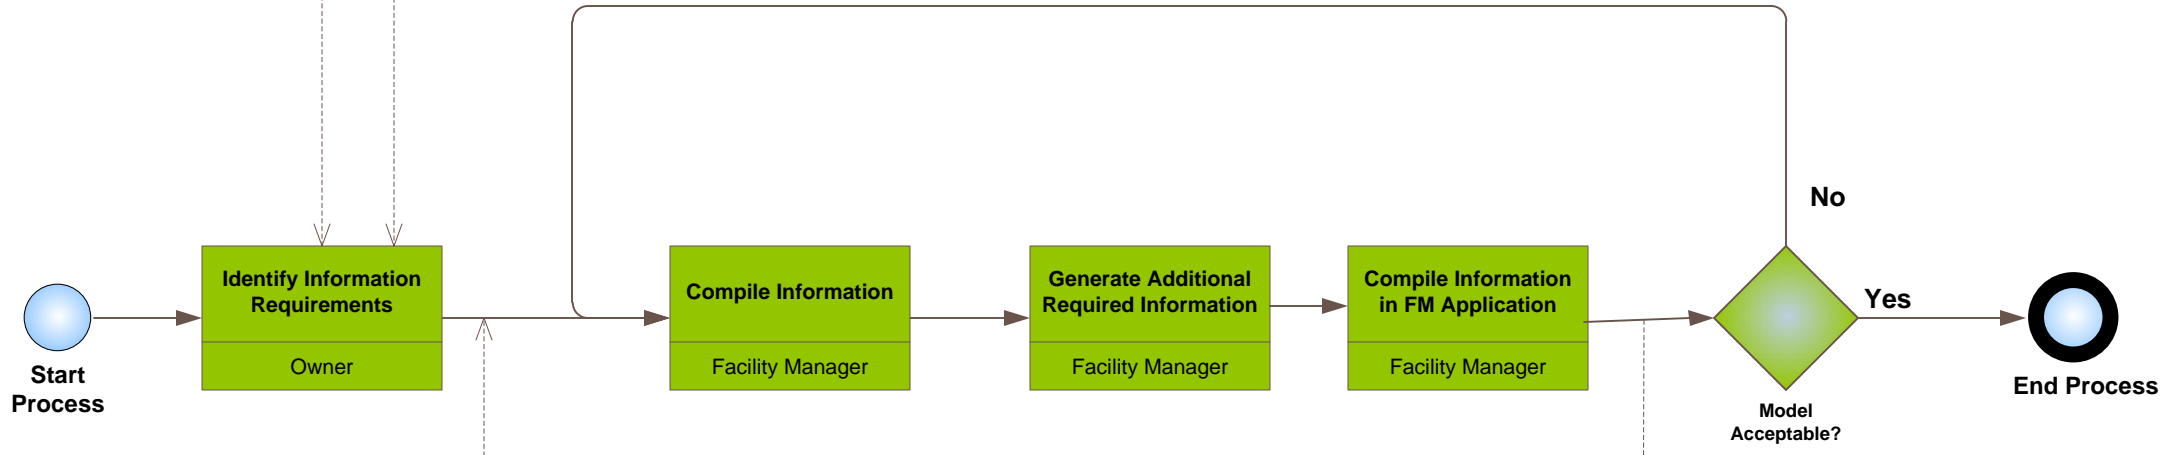 Start
Process
Identify Information
Requirements
Owner
Compile Information
Facility Manager
Generate Additional
Required Information
Facility Manager
Compile Information
in FM Application
Facility Manager
No
Yes
Model
Acceptable?
End Process